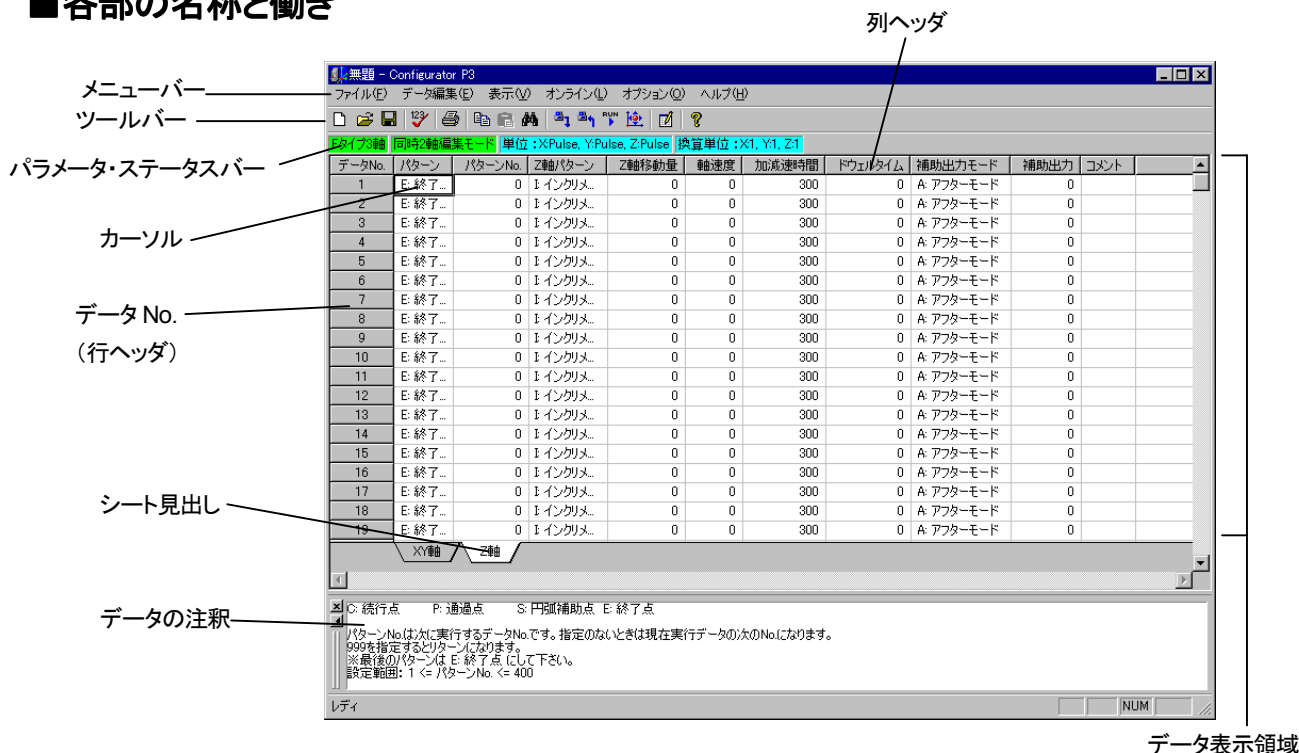 ■各部の名称と働き
列ヘッダ
無題 - Configurator P3
メニューバー
ファイル(F) データ編集(E) 表示(V) オンライン(L) オプション(O) ヘルプ(H)
ツールバー
パラメータ・ステータスバー
Eタイプ3軸 同時2軸編集モード 単位:X:Pulse, Y:Pulse, Z:Pulse 換算単位:X:1, Y:1, Z:1
データNo. パターン パターンNo. Z軸パターン Z軸移動量 軸速度 加減速時間 ドウェルタイム 補助出力モード 補助出力 コメント
1 E: 終了... 0 I: インクリメ... 0 0 300 0 A: アフターモード 0
2 E: 終了... 0 I: インクリメ... 0 0 300 0 A: アフターモード 0
3 E: 終了... 0 I: インクリメ... 0 0 300 0 A: アフターモード 0
カーソル
4 E: 終了... 0 I: インクリメ... 0 0 300 0 A: アフターモード 0
5 E: 終了... 0 I: インクリメ... 0 0 300 0 A: アフターモード 0
6 E: 終了... 0 I: インクリメ... 0 0 300 0 A: アフターモード 0
7 E: 終了... 0 I: インクリメ... 0 0 300 0 A: アフターモード 0
データ No.
8 E: 終了... 0 I: インクリメ... 0 0 300 0 A: アフターモード 0
9 E: 終了... 0 I: インクリメ... 0 0 300 0 A: アフターモード 0
(行ヘッダ)
10 E: 終了... 0 I: インクリメ... 0 0 300 0 A: アフターモード 0
11 E: 終了... 0 I: インクリメ... 0 0 300 0 A: アフターモード 0
12 E: 終了... 0 I: インクリメ... 0 0 300 0 A: アフターモード 0
13 E: 終了... 0 I: インクリメ... 0 0 300 0 A: アフターモード 0
14 E: 終了... 0 I: インクリメ... 0 0 300 0 A: アフターモード 0
15 E: 終了... 0 I: インクリメ... 0 0 300 0 A: アフターモード 0
16 E: 終了... 0 I: インクリメ... 0 0 300 0 A: アフターモード 0
17 E: 終了... 0 I: インクリメ... 0 0 300 0 A: アフターモード 0
シート見出し
18 E: 終了... 0 I: インクリメ... 0 0 300 0 A: アフターモード 0
19 E: 終了... 0 I: インクリメ... 0 0 300 0 A: アフターモード 0
XY軸 Z軸
データの注釈
C: 続行点 P: 通過点 S: 円弧補助点 E: 終了点
パターンNo.は次に実行するデータNo.です。指定のないときは現在実行データの次のNo.になります。
999を指定するとリターンになります。
※最後のパターンは E: 終了点 にして下さい。
設定範囲: 1 <= パターンNo. <= 400
レディ NUM
データ表示領域